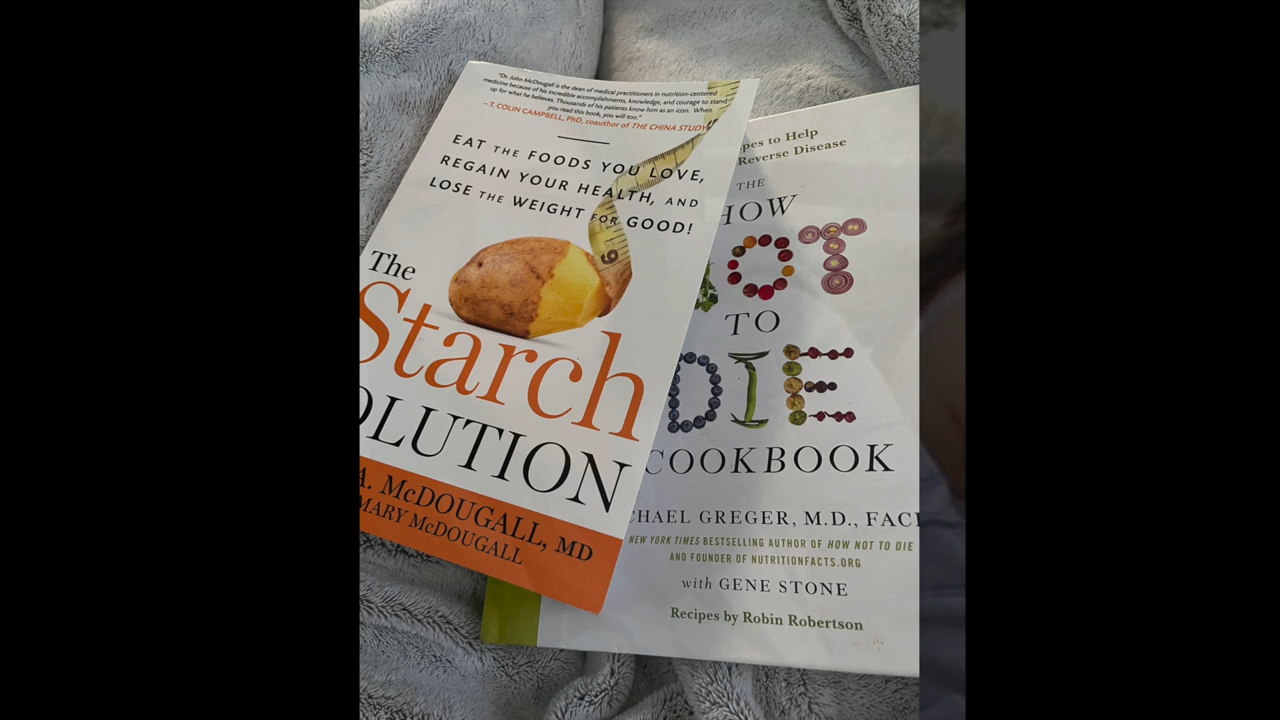 "Dr. John McDougall is the dean of medical practitioners in nutrition-centered
medicine because of his incredible accomplishments, knowledge, and courage to stand
up for what he believes. Thousands of his patients know him as an icon. When
you read this book, you will too."
—T. COLIN CAMPBELL, PhD, coauthor of THE CHINA STUDY
EAT THE FOODS YOU LOVE,
REGAIN YOUR HEALTH, AND
LOSE THE WEIGHT FOR GOOD!
9
The
Starch
OLUTION
A. McDOUGALL, MD
MARY McDOUGALL
pes to Help
Reverse Disease
THE
HOW
NOT
TO
DIE
COOKBOOK
CHAEL GREGER, M.D., FAC
NEW YORK TIMES BESTSELLING AUTHOR OF HOW NOT TO DIE
AND FOUNDER OF NUTRITIONFACTS.ORG
with GENE STONE
Recipes by Robin Robertson